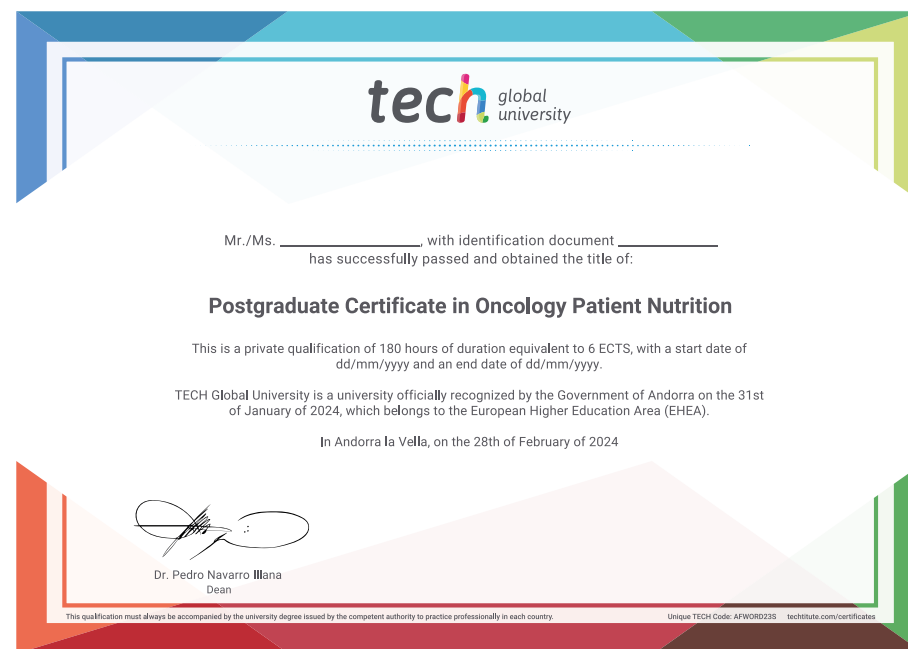 tech global university
Mr./Ms. ____________________, with identification document ______________
has successfully passed and obtained the title of:
Postgraduate Certificate in Oncology Patient Nutrition
This is a private qualification of 180 hours of duration equivalent to 6 ECTS, with a start date of
dd/mm/yyyy and an end date of dd/mm/yyyy.
TECH Global University is a university officially recognized by the Government of Andorra on the 31st
of January of 2024, which belongs to the European Higher Education Area (EHEA).
In Andorra la Vella, on the 28th of February of 2024
Dr. Pedro Navarro Illana
Dean
This qualification must always be accompanied by the university degree issued by the competent authority to practice professionally in each country.
Unique TECH Code: AFWORD23S techtitute.com/certificates